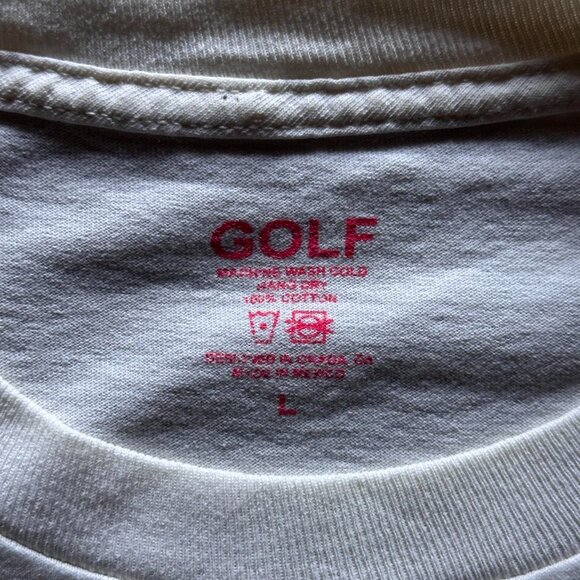 GOLF
MACHINE WASH COLD
HANG DRY
100% COTTON
DESIGNED IN
MADE IN MEXICO
L